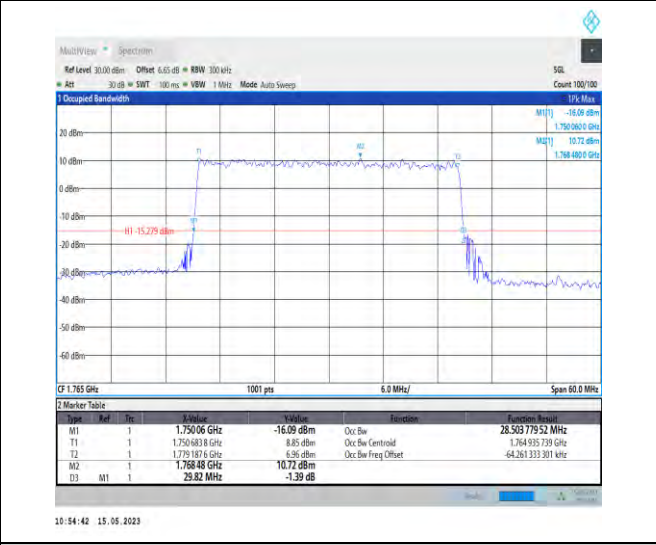 MultiView Spectrum
Ref Level 30.00 dBm Offset 6.65 dB RBW 300 kHz SGL
Att 30 dB SWT 100 ms VBW 1 MHz Mode Auto Sweep Count 100/100
1 Occupied Bandwidth 1Pk Max
M1[1] -16.09 dBm
1.750 060 0 GHz
M2[1] 10.72 dBm
1.768 480 0 GHz
20 dBm
T1 M2 T2
10 dBm
0 dBm
-10 dBm
M1
H1 -15.279 dBm
D3
-20 dBm
-30 dBm
-40 dBm
-50 dBm
-60 dBm
CF 1.765 GHz 1001 pts 6.0 MHz/ Span 60.0 MHz
2 Marker Table
Type Ref Trc X-Value Y-Value Function Function Result
M1 1 1.750 06 GHz -16.09 dBm Occ Bw 28.503 779 52 MHz
T1 1 1.750 683 8 GHz 8.85 dBm Occ Bw Centroid 1.764 935 739 GHz
T2 1 1.779 187 6 GHz 6.96 dBm Occ Bw Freq Offset -64.261 333 301 kHz
M2 1 1.768 48 GHz 10.72 dBm
D3 M1 1 29.82 MHz -1.39 dB
10:54:42 15.05.2023